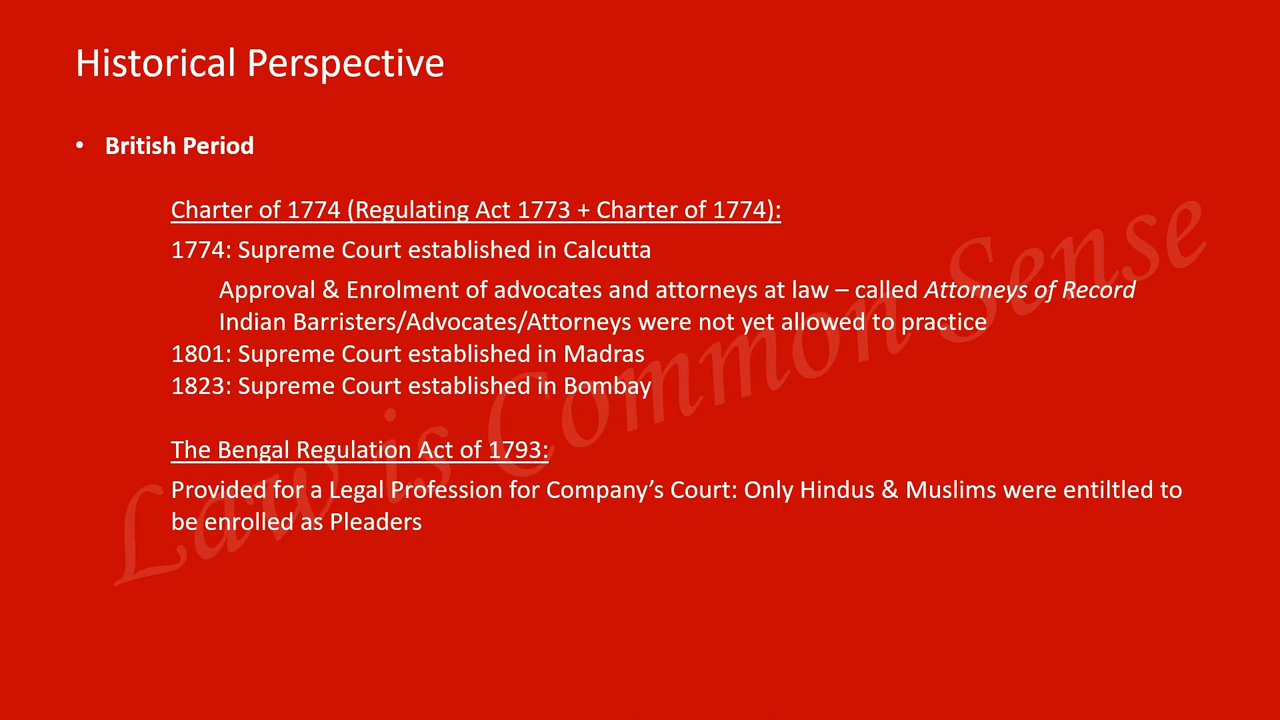 Historical Perspective
• British Period
Charter of 1774 (Regulating Act 1773 + Charter of 1774):
1774: Supreme Court established in Calcutta
Approval & Enrolment of advocates and attorneys at law – called Attorneys of Record
Indian Barristers/Advocates/Attorneys were not yet allowed to practice
1801: Supreme Court established in Madras
1823: Supreme Court established in Bombay
The Bengal Regulation Act of 1793:
Provided for a Legal Profession for Company's Court: Only Hindus & Muslims were entiltled to
be enrolled as Pleaders
Law is Common Sense